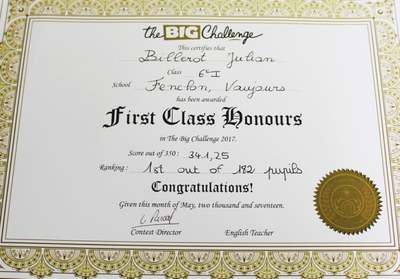 the BIG Challenge
This certifies that
Billerot Julian
Class 6e I
School Fenelon, Vaujours
has been awarded
First Class Honours
in The Big Challenge 2017.
Score out of 350: 341,25
Ranking: 1st out of 182 pupils
Congratulations!
Given this month of May, two thousand and seventeen.
Contest Director English Teacher